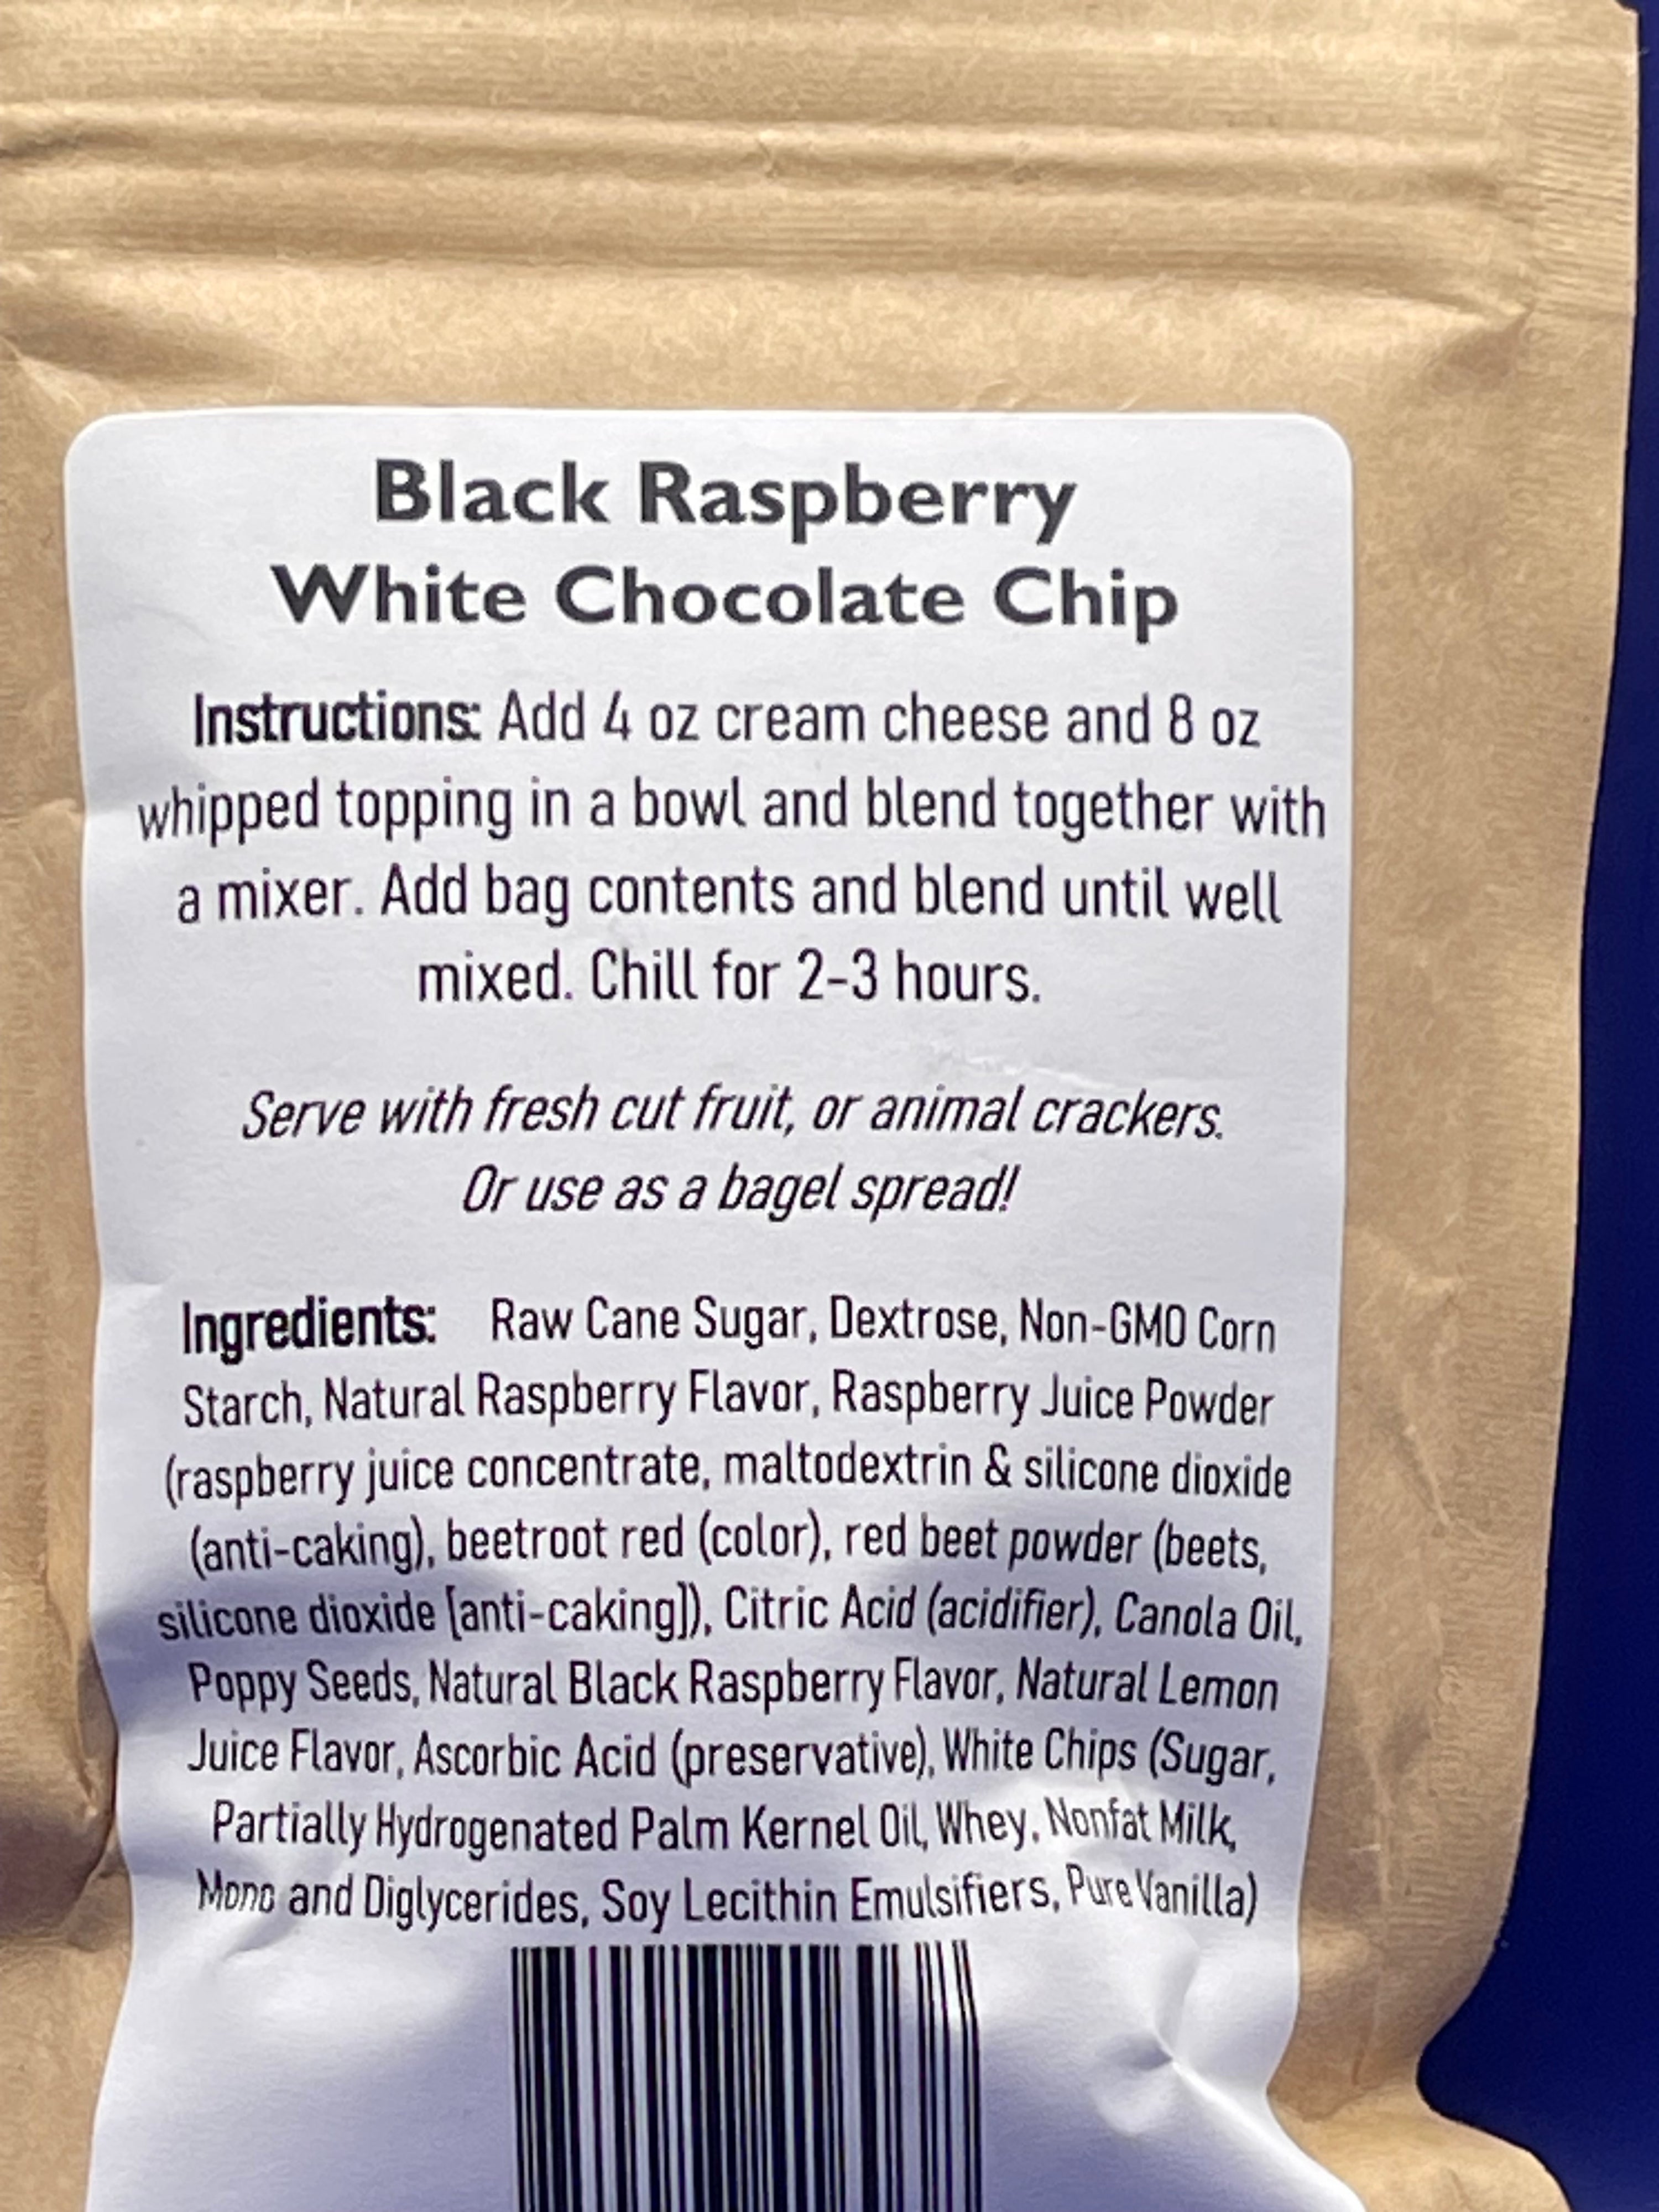 Black Raspberry
White Chocolate Chip
Instructions: Add 4 oz cream cheese and 8 oz
whipped topping in a bowl and blend together with
a mixer. Add bag contents and blend until well
mixed. Chill for 2-3 hours.
Serve with fresh cut fruit, or animal crackers.
Or use as a bagel spread!
Ingredients: Raw Cane Sugar, Dextrose, Non-GMO Corn
Starch, Natural Raspberry Flavor, Raspberry Juice Powder
(raspberry juice concentrate, maltodextrin & silicone dioxide
(anti-caking), beetroot red (color), red beet powder (beets,
silicone dioxide [anti-caking]), Citric Acid (acidifier), Canola Oil,
Poppy Seeds, Natural Black Raspberry Flavor, Natural Lemon
Juice Flavor, Ascorbic Acid (preservative), White Chips (Sugar,
Partially Hydrogenated Palm Kernel Oil, Whey, Nonfat Milk,
Mono and Diglycerides, Soy Lecithin Emulsifiers, Pure Vanilla)